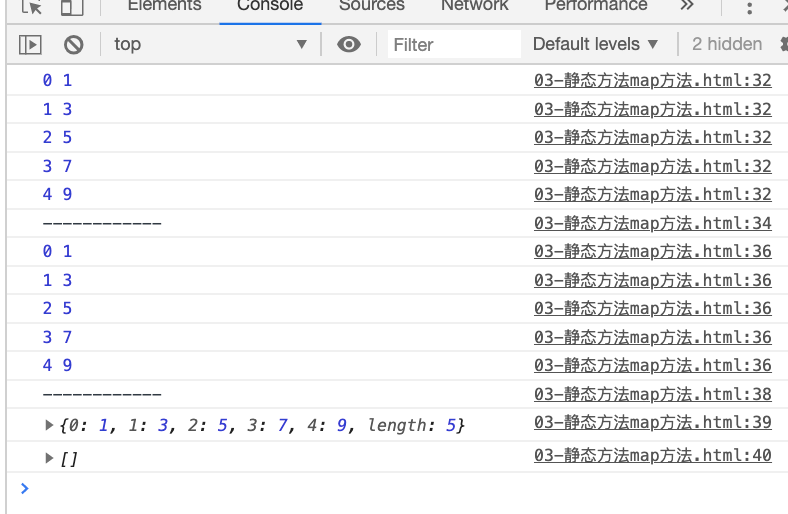 Elements Console Sources Network Performance »
top ▼ Filter Default levels ▼ 2 hidden
0 1 03-静态方法map方法.html:32
1 3 03-静态方法map方法.html:32
2 5 03-静态方法map方法.html:32
3 7 03-静态方法map方法.html:32
4 9 03-静态方法map方法.html:32
------------ 03-静态方法map方法.html:34
0 1 03-静态方法map方法.html:36
1 3 03-静态方法map方法.html:36
2 5 03-静态方法map方法.html:36
3 7 03-静态方法map方法.html:36
4 9 03-静态方法map方法.html:36
------------ 03-静态方法map方法.html:38
▶ {0: 1, 1: 3, 2: 5, 3: 7, 4: 9, length: 5} 03-静态方法map方法.html:39
▶ [] 03-静态方法map方法.html:40
>